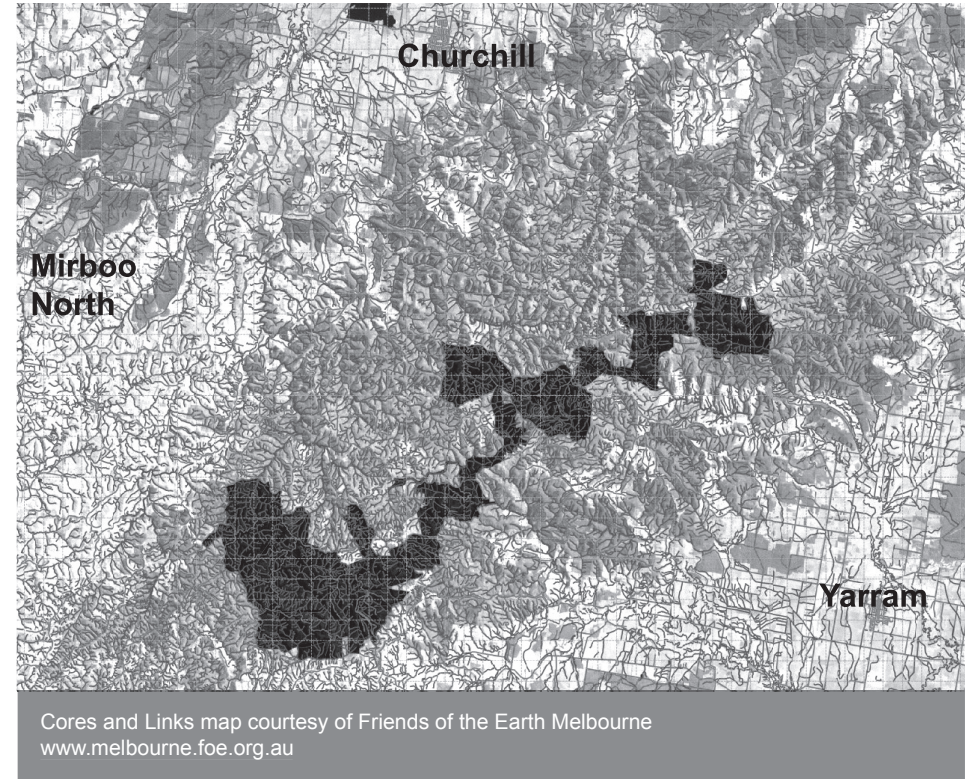 Churchill
Mirboo
North
Yarram
Cores and Links map courtesy of Friends of the Earth Melbourne
www.melbourne.foe.org.au